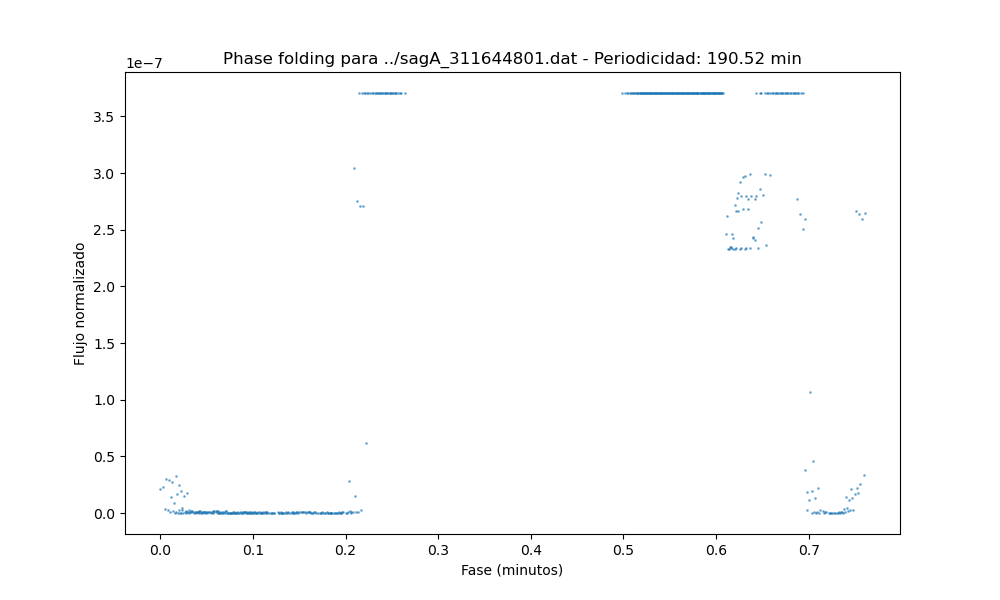 Phase folding para ../sagA_311644801.dat - Periodicidad: 190.52 min
1e−7
3.5
3.0
2.5
2.0
1.5
1.0
0.5
0.0
Flujo normalizado
0.0 0.1 0.2 0.3 0.4 0.5 0.6 0.7
Fase (minutos)